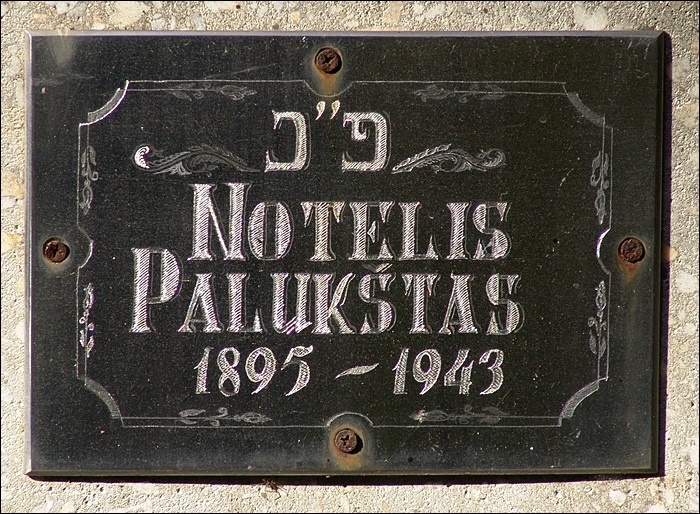 פ”כ
NOTELIS
PALUKŠTAS
1895 – 1943